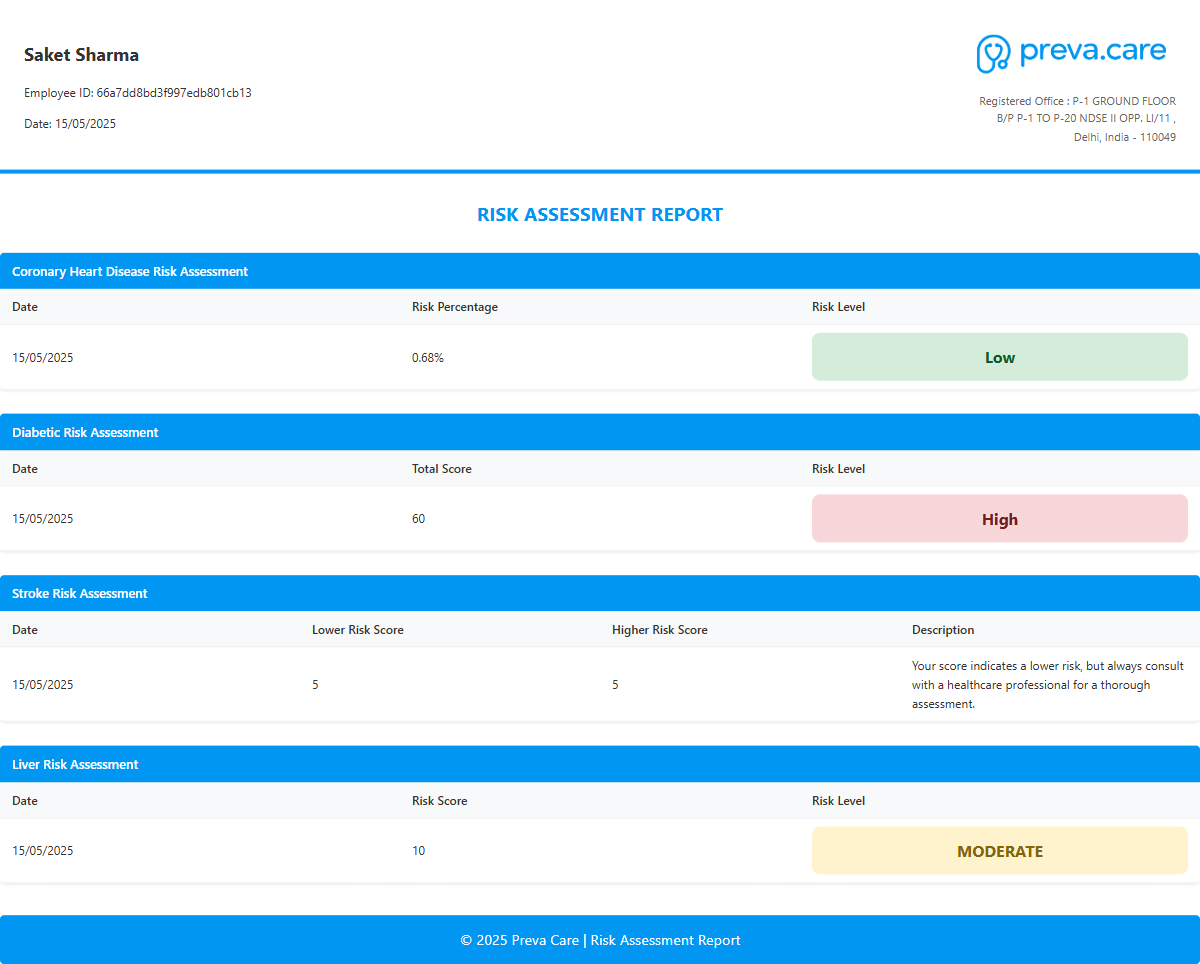 Saket Sharma
Employee ID: 66a7dd8bd3f997edb801cb13
Date: 15/05/2025
preva.care
Registered Office : P-1 GROUND FLOOR
B/P P-1 TO P-20 NDSE II OPP. LI/11 ,
Delhi, India - 110049
RISK ASSESSMENT REPORT
Coronary Heart Disease Risk Assessment
Date Risk Percentage Risk Level
15/05/2025 0.68% Low
Diabetic Risk Assessment
Date Total Score Risk Level
15/05/2025 60 High
Stroke Risk Assessment
Date Lower Risk Score Higher Risk Score Description
15/05/2025 5 5 Your score indicates a lower risk, but always consult
with a healthcare professional for a thorough
assessment.
Liver Risk Assessment
Date Risk Score Risk Level
15/05/2025 10 MODERATE
© 2025 Preva Care | Risk Assessment Report